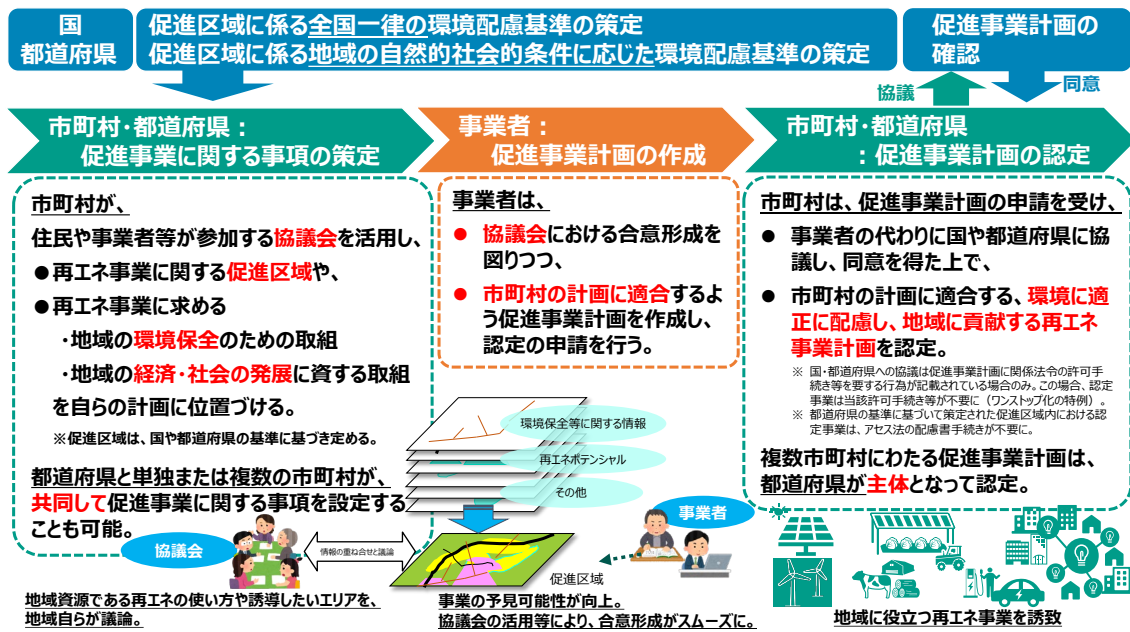 国
都道府県
促進区域に係る全国一律の環境配慮基準の策定
促進区域に係る地域の自然的社会的条件に応じた環境配慮基準の策定
促進事業計画の
確認
協議
同意
市町村・都道府県：
促進事業に関する事項の策定
市町村が、
住民や事業者等が参加する協議会を活用し、
●再エネ事業に関する促進区域や、
●再エネ事業に求める
・地域の環境保全のための取組
・地域の経済・社会の発展に資する取組
を自らの計画に位置づける。
※促進区域は、国や都道府県の基準に基づき定める。
都道府県と単独または複数の市町村が、
共同して促進事業に関する事項を設定する
ことも可能。
事業者：
促進事業計画の作成
事業者は、
● 協議会における合意形成を
図りつつ、
● 市町村の計画に適合するよ
う促進事業計画を作成し、
認定の申請を行う。
市町村・都道府県
：促進事業計画の認定
市町村は、促進事業計画の申請を受け、
● 事業者の代わりに国や都道府県に協
議し、同意を得た上で、
● 市町村の計画に適合する、環境に適
正に配慮し、地域に貢献する再エネ
事業計画を認定。
※ 国・都道府県への協議は促進事業計画に関係法令の許可手
続き等を要する行為が記載されている場合のみ。この場合、認定
事業は当該許可手続き等が不要に（ワンストップ化の特例）。
※ 都道府県の基準に基づいて策定された促進区域内における認
定事業は、アセス法の配慮書手続きが不要に。
複数市町村にわたる促進事業計画は、
都道府県が主体となって認定。
環境保全等に関する情報
再エネポテンシャル
その他
協議会
情報の重ね合せと議論
促進区域
事業者
地域資源である再エネの使い方や誘導したいエリアを、
地域自らが議論。
事業の予見可能性が向上。
協議会の活用等により、合意形成がスムーズに。
地域に役立つ再エネ事業を誘致